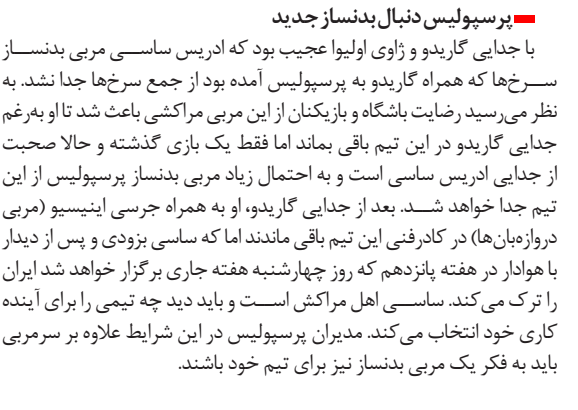 پرسپولیس دنبال بدنساز جدید
با جدایی گاریدو و ژاوی اولیوا عجیب بود که ادریس ساسی مربی بدنساز
سرخ‌ها که همراه گاریدو به پرسپولیس آمده بود از جمع سرخ‌ها جدا نشد. به
نظر می‌رسید رضایت باشگاه و بازیکنان از این مربی مراکشی باعث شد تا او به‌رغم
جدایی گاریدو در این تیم باقی بماند اما فقط یک بازی گذشته و حالا صحبت
از جدایی ادریس ساسی است و به احتمال زیاد مربی بدنساز پرسپولیس از این
تیم جدا خواهد شد. بعد از جدایی گاریدو، او به همراه جرسی اینیسیو (مربی
دروازه‌بان‌ها) در کادرفنی این تیم باقی ماندند اما که ساسی بزودی و پس از دیدار
با هوادار در هفته پانزدهم که روز چهارشنبه هفته جاری برگزار خواهد شد ایران
را ترک می‌کند. ساسی اهل مراکش است و باید دید چه تیمی را برای آینده
کاری خود انتخاب می‌کند. مدیران پرسپولیس در این شرایط علاوه بر سرمربی
باید به فکر یک مربی بدنساز نیز برای تیم خود باشند.